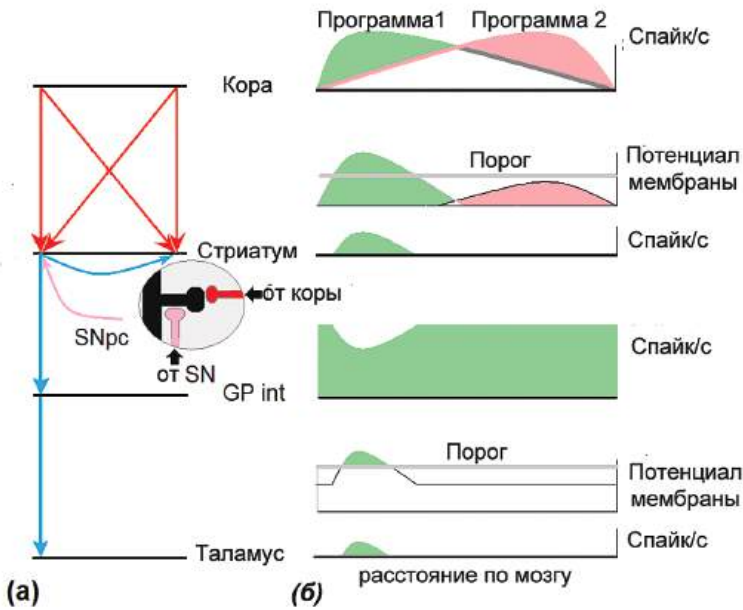 Программа1 Программа 2
Спайк/с
Кора
Порог
Потенциал
мембраны
Стриатум
Спайк/с
от коры
SNpc
от SN
Спайк/с
GP int
Порог
Потенциал
мембраны
Таламус
Спайк/с
расстояние по мозгу
(а)
(б)